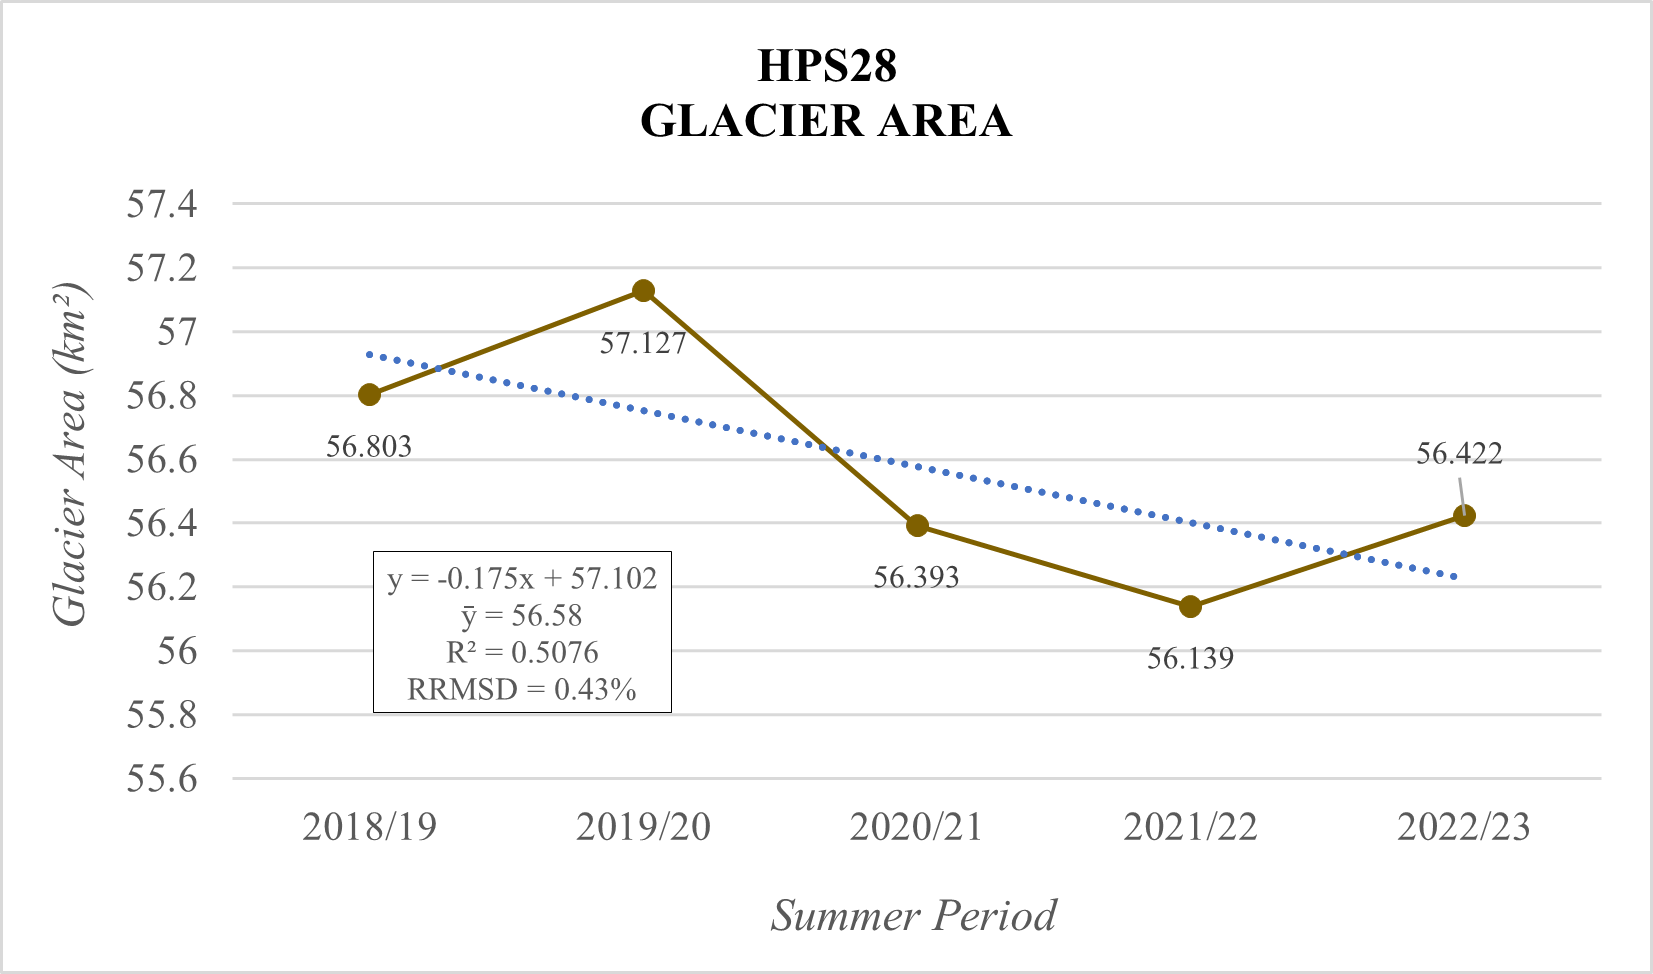 HPS28
GLACIER AREA
Glacier Area (km²)
57.4
57.2
57
56.8
56.6
56.4
56.2
56
55.8
55.6
56.803
57.127
56.393
56.139
56.422
y = -0.175x + 57.102
ȳ = 56.58
R² = 0.5076
RRMSD = 0.43%
2018/19 2019/20 2020/21 2021/22 2022/23
Summer Period